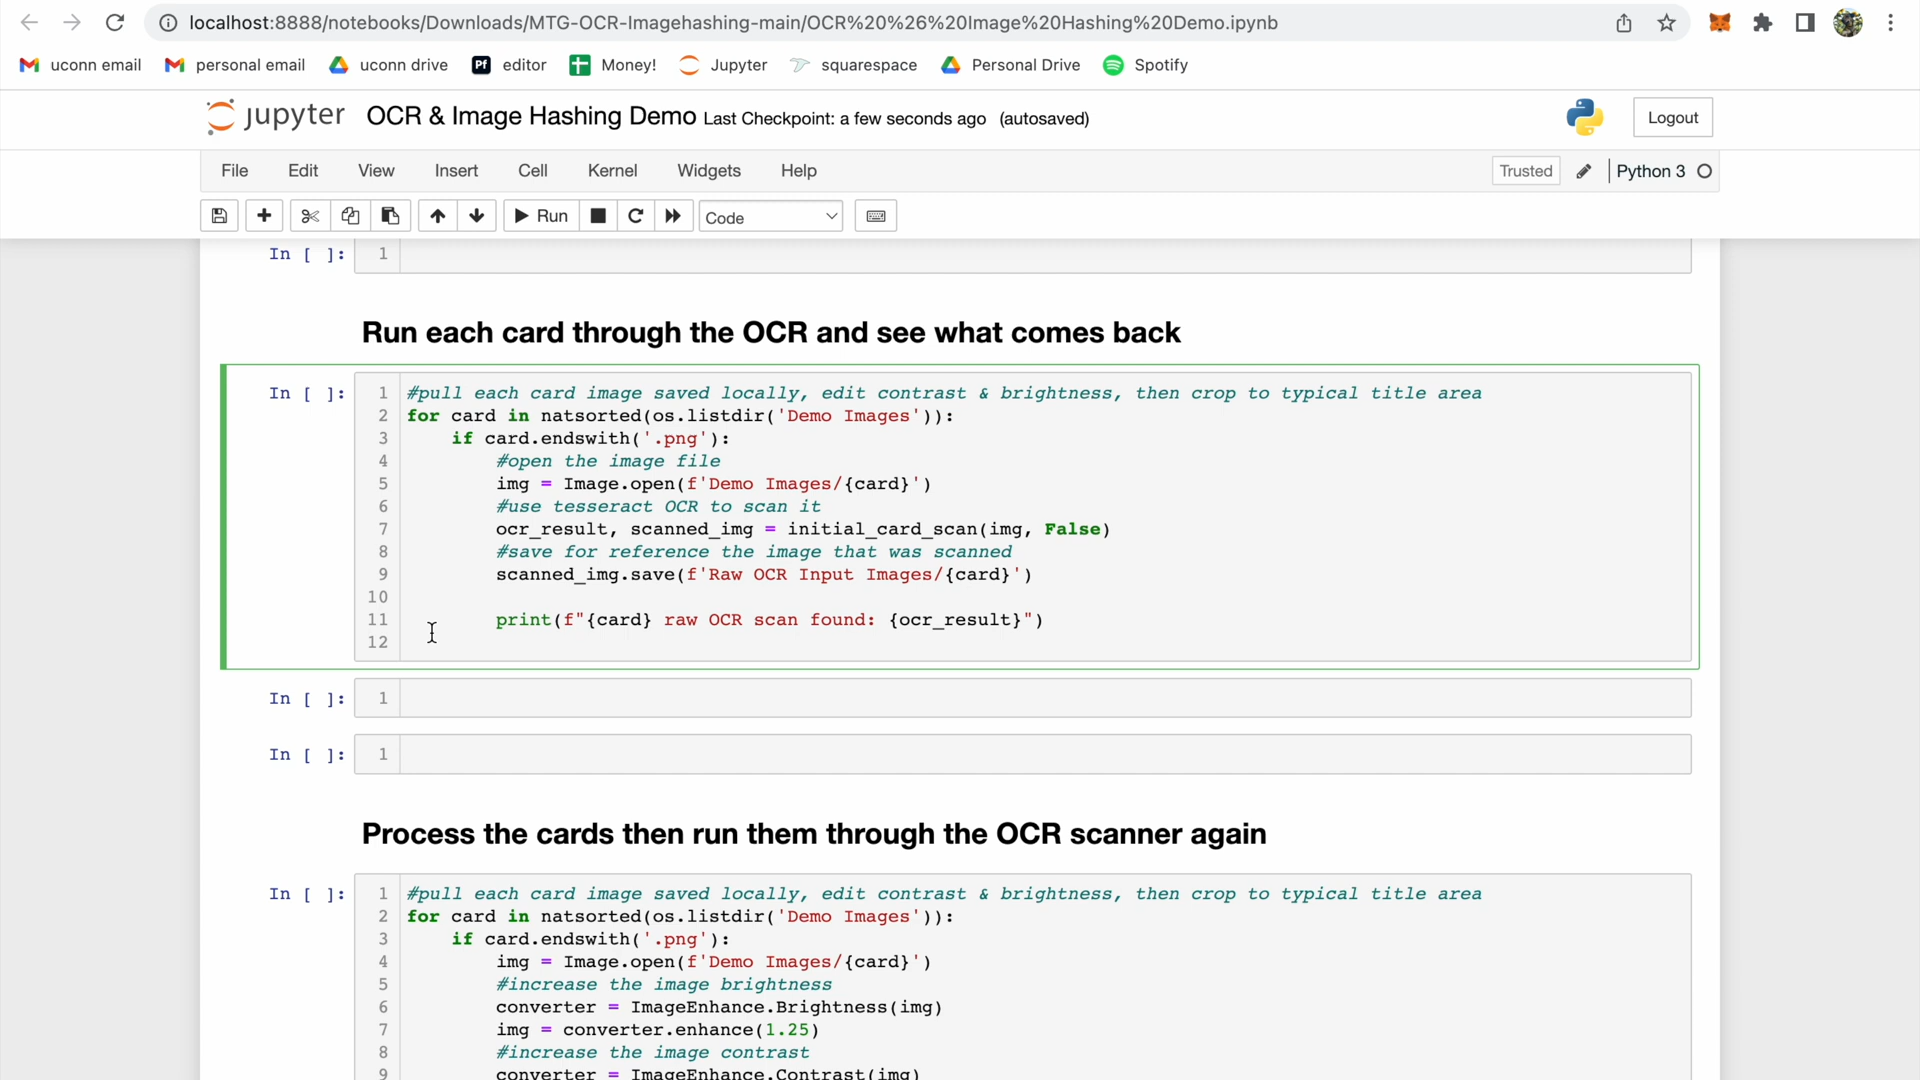 localhost:8888/notebooks/Downloads/MTG-OCR-Imagehashing-main/OCR%20%26%20Image%20Hashing%20Demo.ipynb
uconn email personal email uconn drive Pf editor Money! Jupyter squarespace Personal Drive Spotify
jupyter OCR & Image Hashing Demo Last Checkpoint: a few seconds ago (autosaved) Logout
File Edit View Insert Cell Kernel Widgets Help Trusted Python 3
Run Code
In [ ]: 1
Run each card through the OCR and see what comes back
In [ ]: 1 #pull each card image saved locally, edit contrast & brightness, then crop to typical title area
2 for card in natsorted(os.listdir('Demo Images')):
3 if card.endswith('.png'):
4 #open the image file
5 img = Image.open(f'Demo Images/{card}')
6 #use tesseract OCR to scan it
7 ocr_result, scanned_img = initial_card_scan(img, False)
8 #save for reference the image that was scanned
9 scanned_img.save(f'Raw OCR Input Images/{card}')
10
11 print(f"{card} raw OCR scan found: {ocr_result}")
12
In [ ]: 1
In [ ]: 1
Process the cards then run them through the OCR scanner again
In [ ]: 1 #pull each card image saved locally, edit contrast & brightness, then crop to typical title area
2 for card in natsorted(os.listdir('Demo Images')):
3 if card.endswith('.png'):
4 img = Image.open(f'Demo Images/{card}')
5 #increase the image brightness
6 converter = ImageEnhance.Brightness(img)
7 img = converter.enhance(1.25)
8 #increase the image contrast
9 converter = ImageEnhance.Contrast(img)